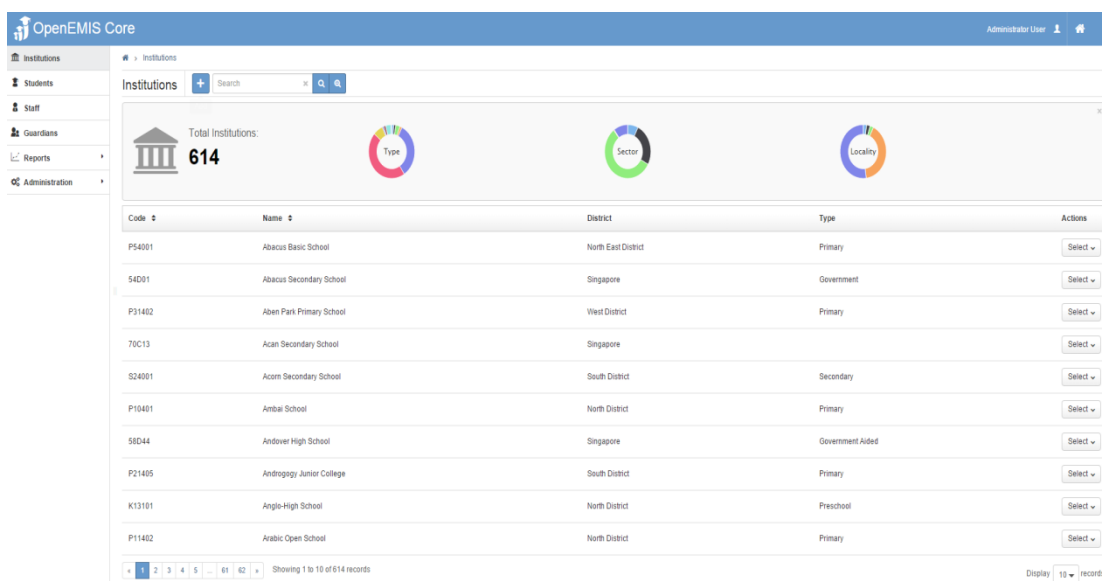 OpenEMIS Core
Administrator User
Institutions
Students
Staff
Guardians
Reports
Administration
› Institutions
Institutions + Search ×
×
Total Institutions:
614
Type
Sector
Locality
Code Name District Type Actions
P54001 Abacus Basic School North East District Primary Select
54D01 Abacus Secondary School Singapore Government Select
P31402 Aben Park Primary School West District Primary Select
70C13 Acan Secondary School Singapore Select
S24001 Acorn Secondary School South District Secondary Select
P10401 Ambai School North District Primary Select
58D44 Andover High School Singapore Government Aided Select
P21405 Androgogy Junior College South District Primary Select
K13101 Anglo-High School North District Preschool Select
P11402 Arabic Open School North District Primary Select
« 1 2 3 4 5 ... 61 62 » Showing 1 to 10 of 614 records
Display 10 records